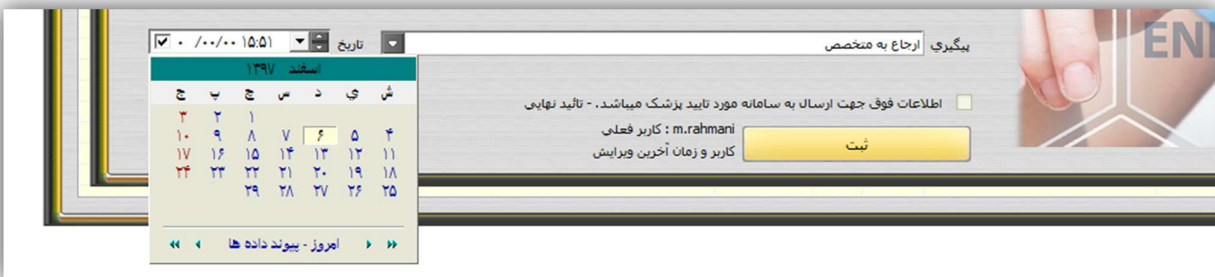 پیگیري ارجاع به متخصص تاریخ ۱۵:۵۱ ۰۰/۰۰/ ۰
ENI
اسفند ۱۳۹۷
ش ي د س چ پ ج
۱ ۲ ۳
۴ ۵ ۶ ۷ ۸ ۹ ۱۰
۱۱ ۱۲ ۱۳ ۱۴ ۱۵ ۱۶ ۱۷
۱۸ ۱۹ ۲۰ ۲۱ ۲۲ ۲۳ ۲۴
۲۵ ۲۶ ۲۷ ۲۸ ۲۹
امروز - پیوند داده ها
اطلاعات فوق جهت ارسال به سامانه مورد تایید پزشک میباشد. - تائید نهایی
m.rahmani : کاربر فعلی
کاربر و زمان آخرین ویرایش
ثبت